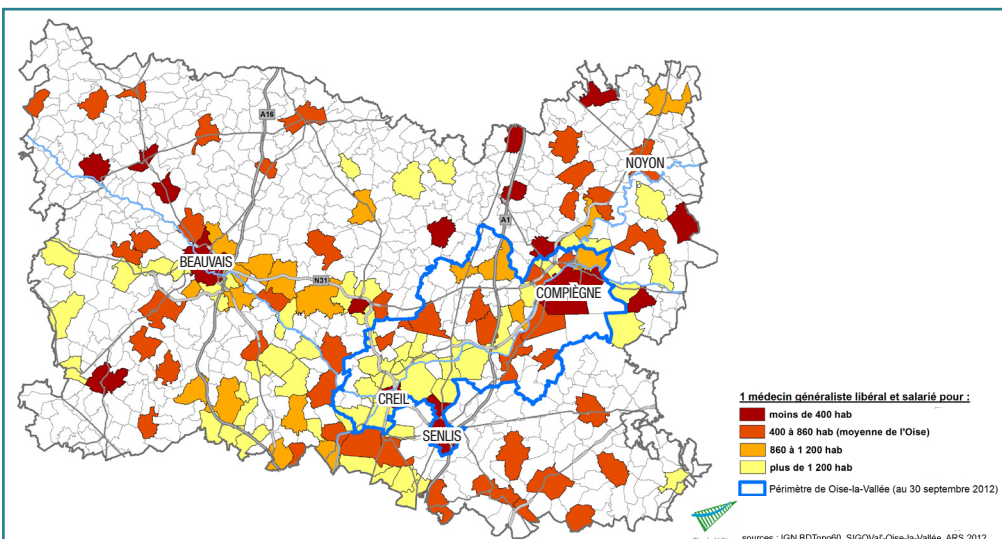 A16
NOYON
A1
BEAUVAIS
N31
COMPIÈGNE
CREIL
SENLIS
1 médecin généraliste libéral et salarié pour :
moins de 400 hab
400 à 860 hab (moyenne de l'Oise)
860 à 1 200 hab
plus de 1 200 hab
Périmètre de Oise-la-Vallée (au 30 septembre 2012)
sources : IGN BDTopo60, SIGOVal'-Oise-la-Vallée, ARS 2012